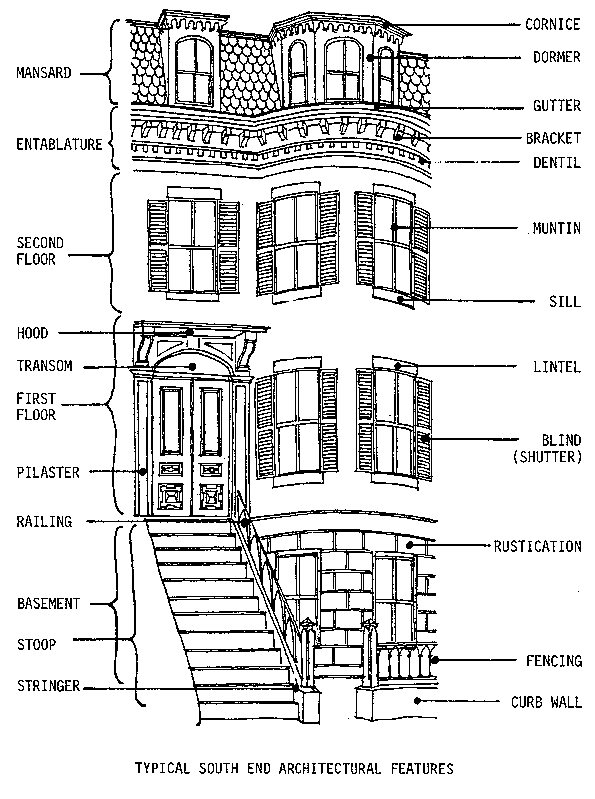 CORNICE
DORMER
MANSARD
GUTTER
BRACKET
ENTABLATURE
DENTIL
MUNTIN
SECOND
FLOOR
SILL
HOOD
TRANSOM
LINTEL
FIRST
FLOOR
BLIND
(SHUTTER)
PILASTER
RAILING
RUSTICATION
BASEMENT
STOOP
FENCING
STRINGER
CURB WALL
TYPICAL SOUTH END ARCHITECTURAL FEATURES